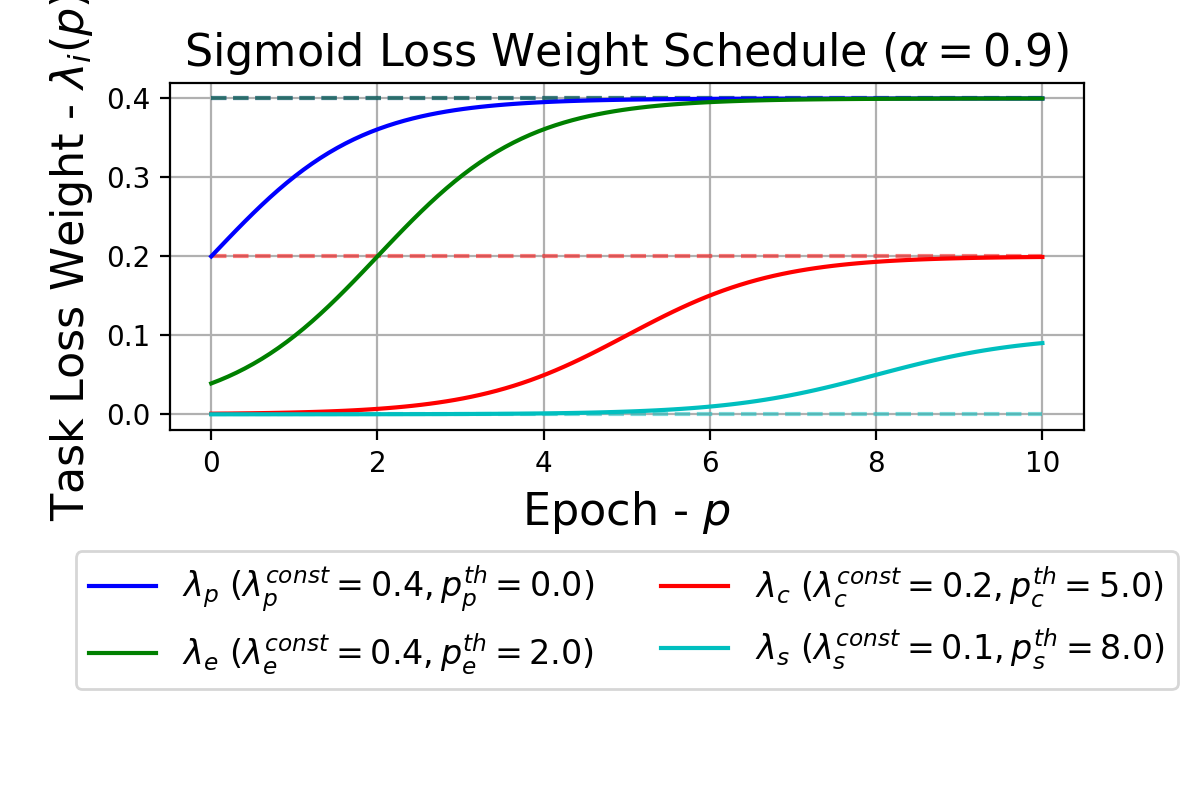 Sigmoid Loss Weight Schedule (α = 0.9)
Task Loss Weight - λ_i(p)
0.4
0.3
0.2
0.1
0.0
0 2 4 6 8 10
Epoch - p
λ_p (λ_p^const = 0.4, p_p^th = 0.0)
λ_e (λ_e^const = 0.4, p_e^th = 2.0)
λ_c (λ_c^const = 0.2, p_c^th = 5.0)
λ_s (λ_s^const = 0.1, p_s^th = 8.0)